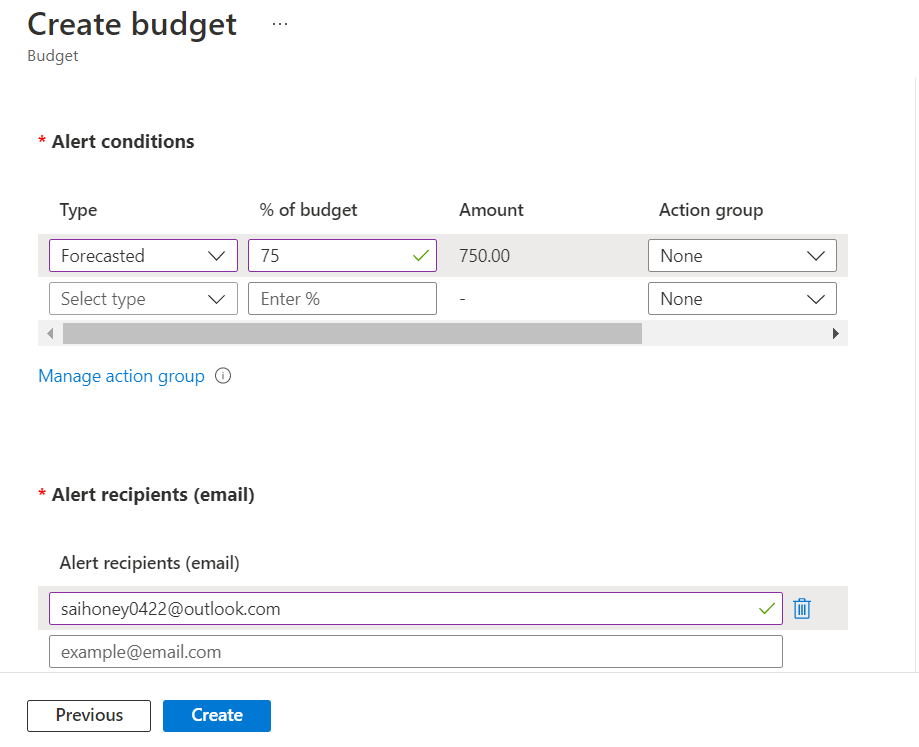 Create budget ...
Budget
* Alert conditions
Type % of budget Amount Action group
Forecasted 75 750.00 None
Select type Enter % - None
Manage action group
* Alert recipients (email)
Alert recipients (email)
saihoney0422@outlook.com
example@email.com
Previous Create